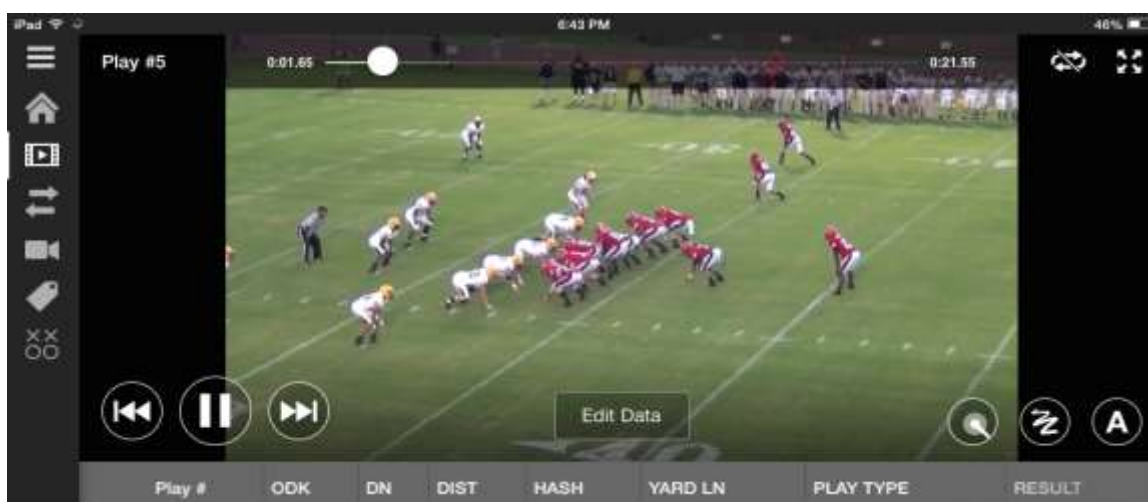 iPad 6:43 PM 46%
Play #5 0:01.65 0:21.55
Edit Data
A
Play # ODK DN DIST HASH YARD LN PLAY TYPE RESULT